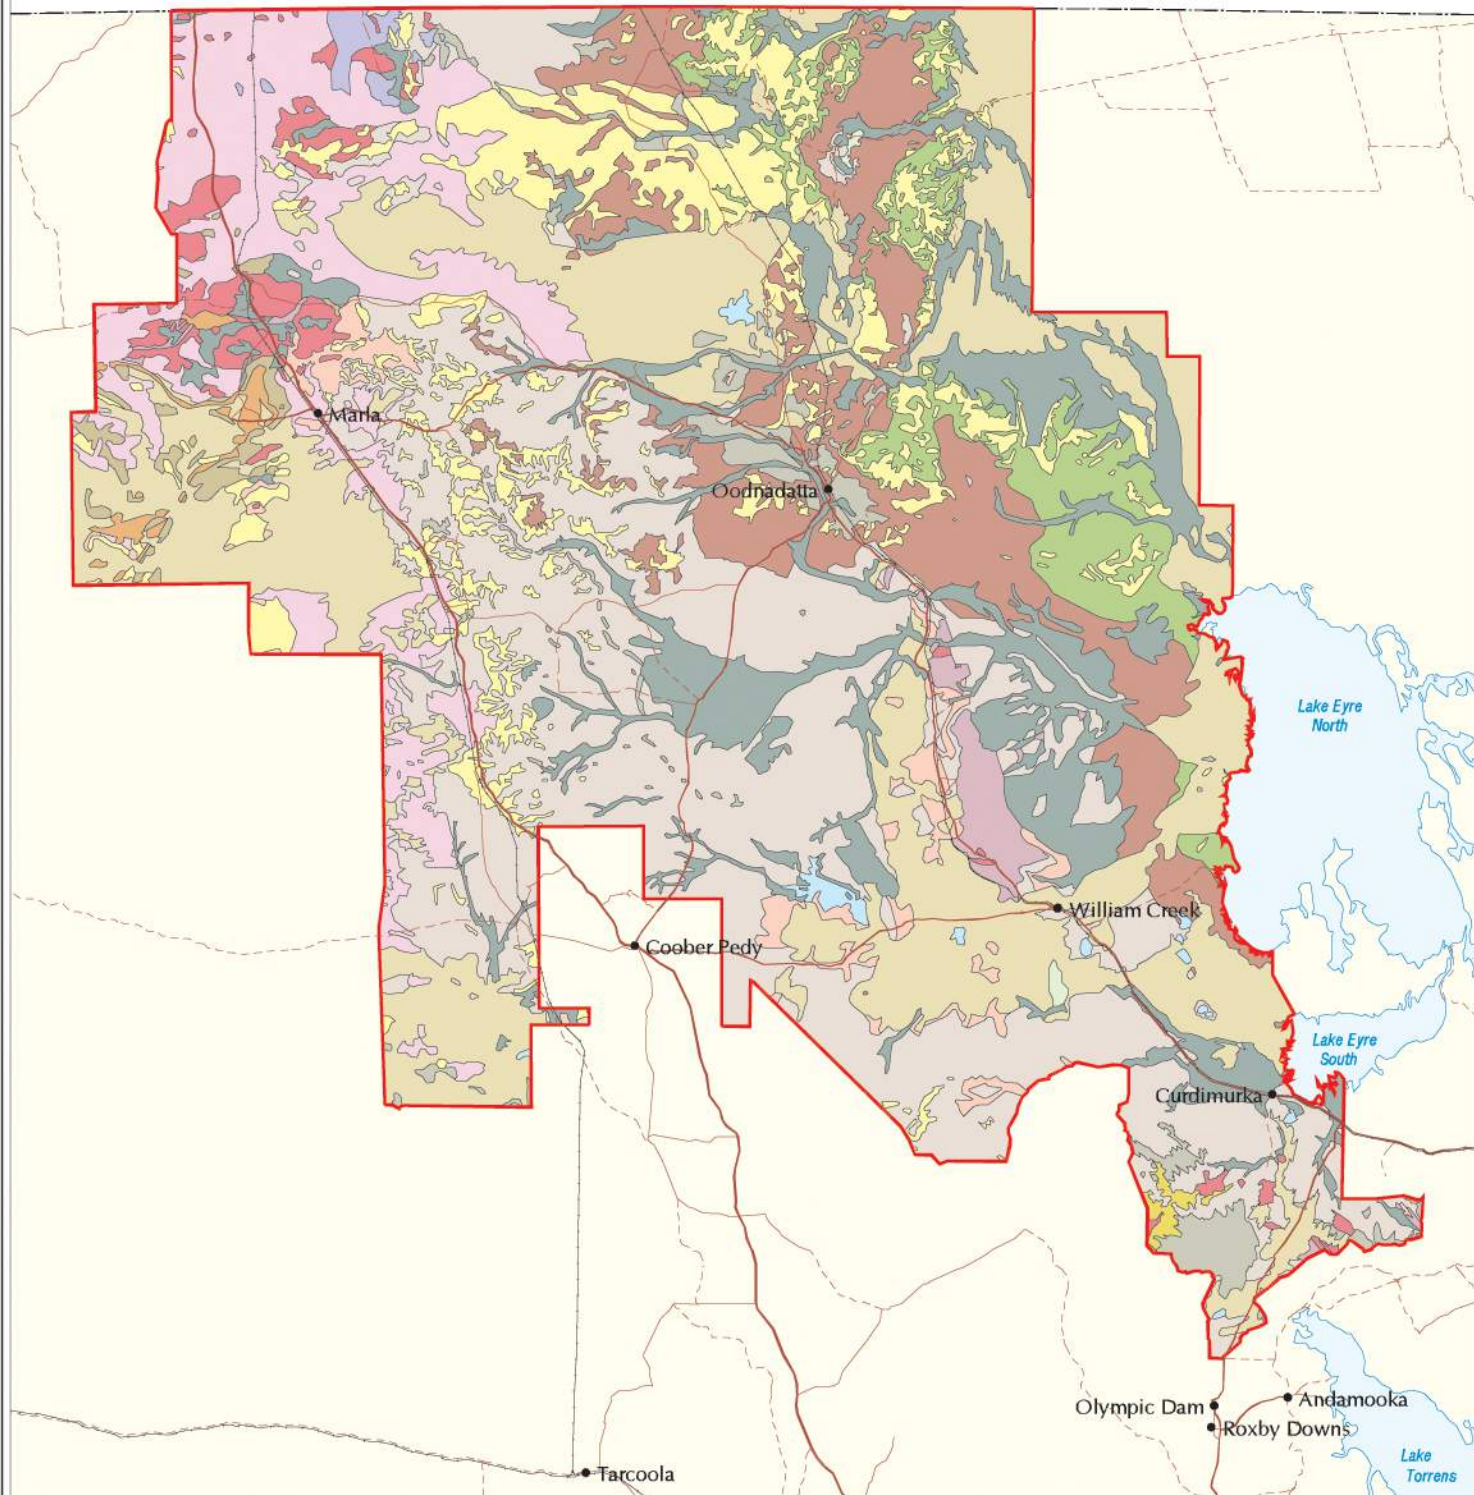 Marla
Oodnadatta
Lake Eyre
North
William Creek
Coober Pedy
Lake Eyre
South
Curdimurka
Olympic Dam
Andamooka
Roxby Downs
Lake
Torrens
Tarcoola